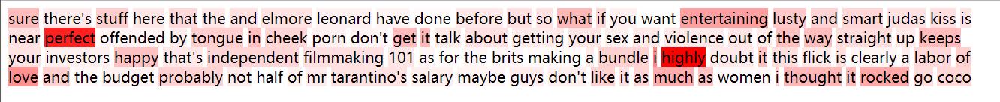 sure there's stuff here that the and elmore leonard have done before but so what if you want entertaining lusty and smart judas kiss is
near perfect offended by tongue in cheek porn don't get it talk about getting your sex and violence out of the way straight up keeps
your investors happy that's independent filmmaking 101 as for the brits making a bundle i highly doubt it this flick is clearly a labor of
love and the budget probably not half of mr tarantino's salary maybe guys don't like it as much as women i thought it rocked go coco